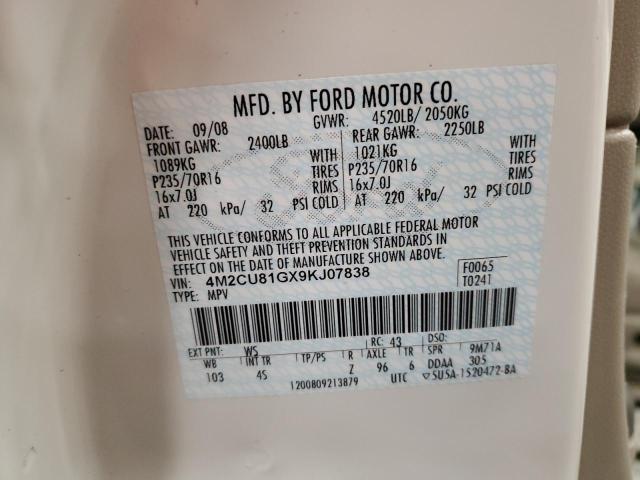 MFD. BY FORD MOTOR CO.
DATE: 09/08 GVWR: 4520LB/ 2050KG
FRONT GAWR: 2400LB REAR GAWR: 2250LB
1089KG WITH 1021KG WITH
P235/70R16 TIRES P235/70R16 TIRES
16x7.0J RIMS 16x7.0J RIMS
AT 220 kPa/ 32 PSI COLD AT 220 kPa/ 32 PSI COLD
THIS VEHICLE CONFORMS TO ALL APPLICABLE FEDERAL MOTOR
VEHICLE SAFETY AND THEFT PREVENTION STANDARDS IN
EFFECT ON THE DATE OF MANUFACTURE SHOWN ABOVE.
VIN: 4M2CU81GX9KJ07838 F0065
TYPE: MPV T0241
EXT PNT: WS RC: 43 DSO:
WB INT TR TP/PS R AXLE TR SPR 9M71A
103 4S Z 96 6 DDAA 305
1200809213879 UTC ▽5U5A-1520472-BA